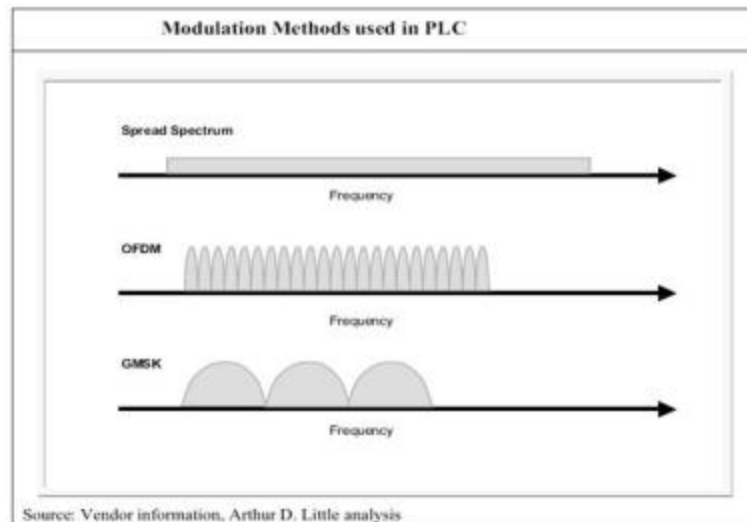 Modulation Methods used in PLC
Spread Spectrum
Frequency
OFDM
Frequency
GMSK
Frequency
Source: Vendor information, Arthur D. Little analysis